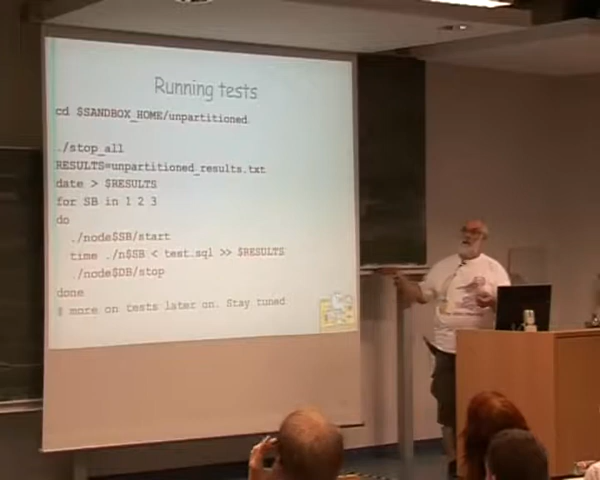 Running tests
cd $SANDBOX_HOME/unpartitioned
./stop_all
RESULTS=unpartitioned_results.txt
date > $RESULTS
for SB in 1 2 3
do
./node$SB/start
time ./n$SB < test.sql >> $RESULTS
./node$DB/stop
done
# more on tests later on. Stay tuned